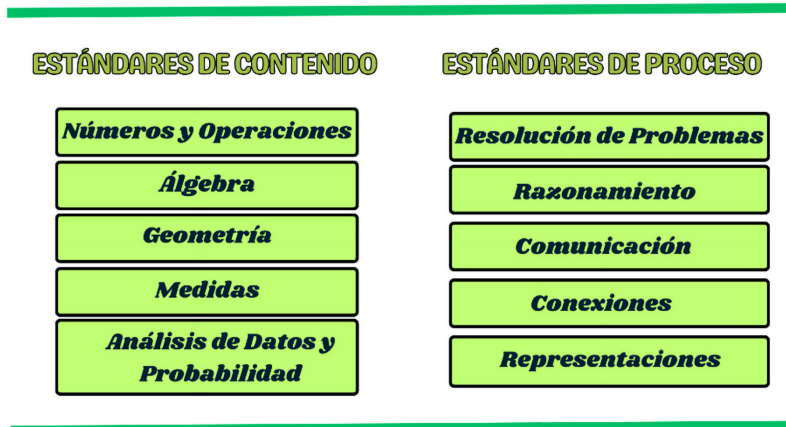 ESTÁNDARES DE CONTENIDO
Números y Operaciones
Álgebra
Geometría
Medidas
Análisis de Datos y
Probabilidad
ESTÁNDARES DE PROCESO
Resolución de Problemas
Razonamiento
Comunicación
Conexiones
Representaciones